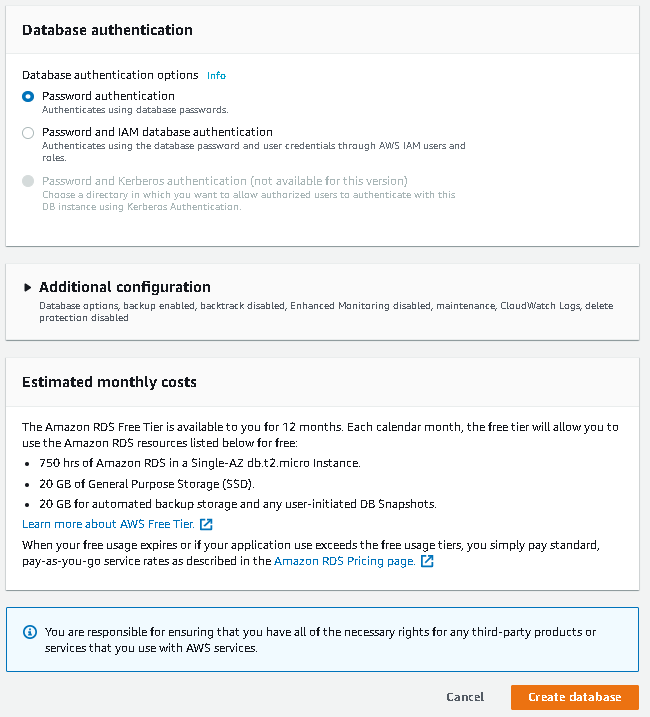 Database authentication
Database authentication options Info
Password authentication
Authenticates using database passwords.
Password and IAM database authentication
Authenticates using the database password and user credentials through AWS IAM users and
roles.
Password and Kerberos authentication (not available for this version)
Choose a directory in which you want to allow authorized users to authenticate with this
DB instance using Kerberos Authentication.
Additional configuration
Database options, backup enabled, backtrack disabled, Enhanced Monitoring disabled, maintenance, CloudWatch Logs, delete
protection disabled
Estimated monthly costs
The Amazon RDS Free Tier is available to you for 12 months. Each calendar month, the free tier will allow you to
use the Amazon RDS resources listed below for free:
• 750 hrs of Amazon RDS in a Single-AZ db.t2.micro Instance.
• 20 GB of General Purpose Storage (SSD).
• 20 GB for automated backup storage and any user-initiated DB Snapshots.
Learn more about AWS Free Tier.
When your free usage expires or if your application use exceeds the free usage tiers, you simply pay standard,
pay-as-you-go service rates as described in the Amazon RDS Pricing page.
You are responsible for ensuring that you have all of the necessary rights for any third-party products or
services that you use with AWS services.
Cancel Create database